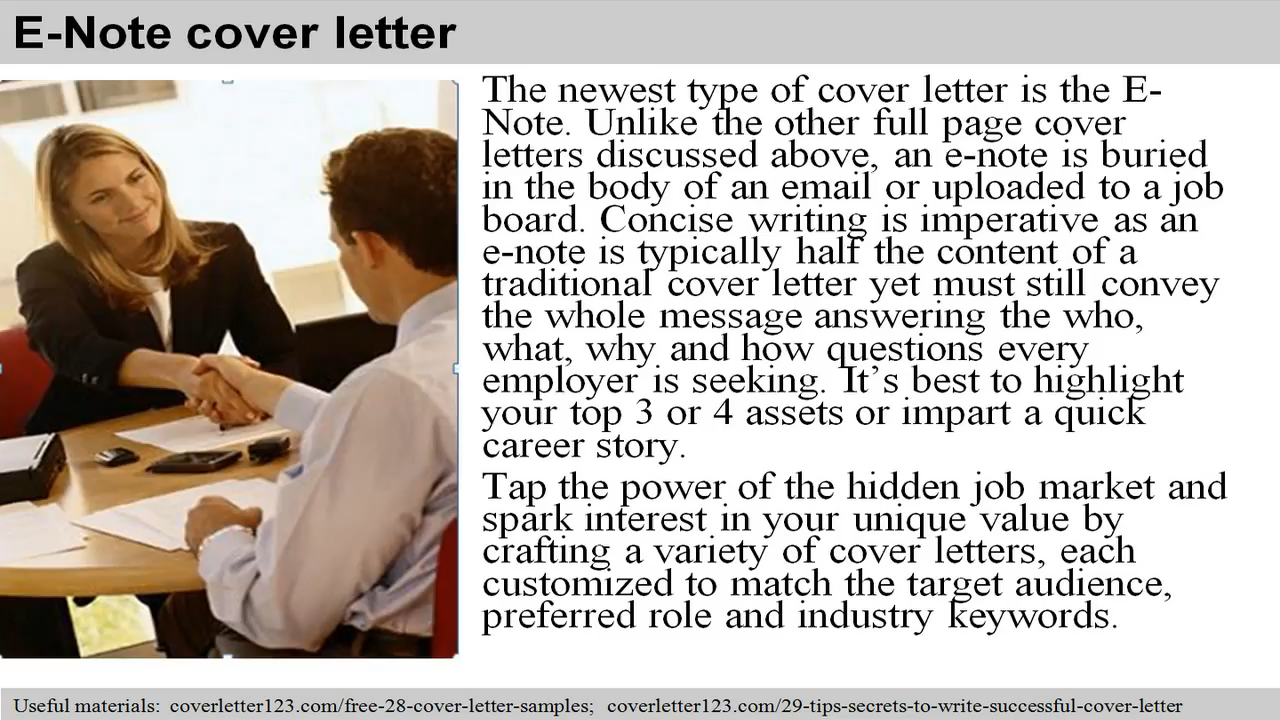 E-Note cover letter
The newest type of cover letter is the E-
Note. Unlike the other full page cover
letters discussed above, an e-note is buried
in the body of an email or uploaded to a job
board. Concise writing is imperative as an
e-note is typically half the content of a
traditional cover letter yet must still convey
the whole message answering the who,
what, why and how questions every
employer is seeking. It’s best to highlight
your top 3 or 4 assets or impart a quick
career story.
Tap the power of the hidden job market and
spark interest in your unique value by
crafting a variety of cover letters, each
customized to match the target audience,
preferred role and industry keywords.
Useful materials: coverletter123.com/free-28-cover-letter-samples; coverletter123.com/29-tips-secrets-to-write-successful-cover-letter